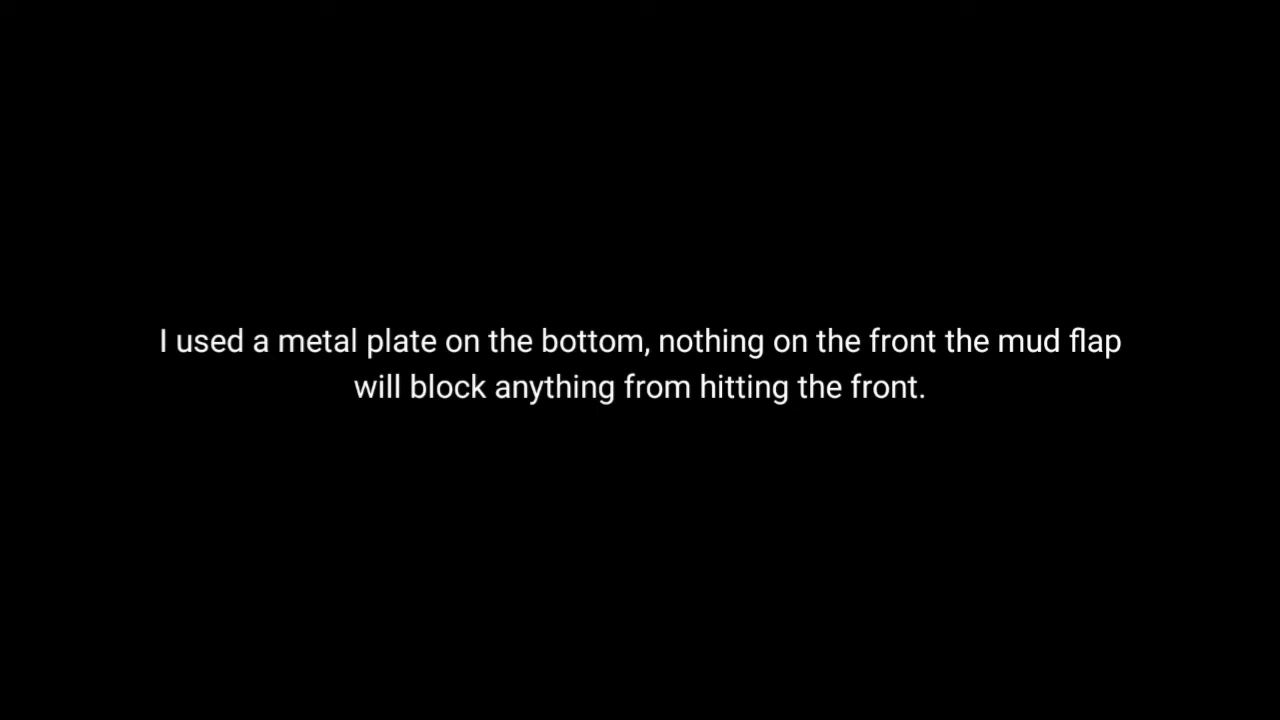 I used a metal plate on the bottom, nothing on the front the mud flap
will block anything from hitting the front.